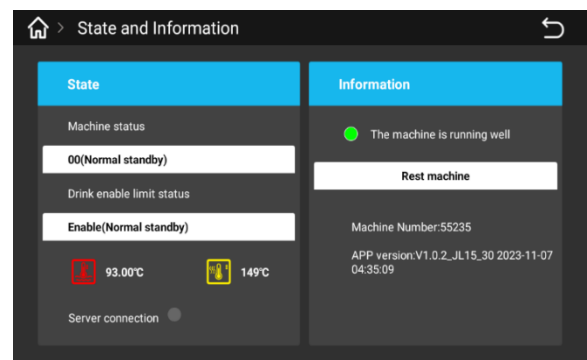 > State and Information
State
Machine status
00(Normal standby)
Drink enable limit status
Enable(Normal standby)
93.00℃
149℃
Server connection
Information
The machine is running well
Rest machine
Machine Number:55235
APP version:V1.0.2_JL15_30 2023-11-07
04:35:09